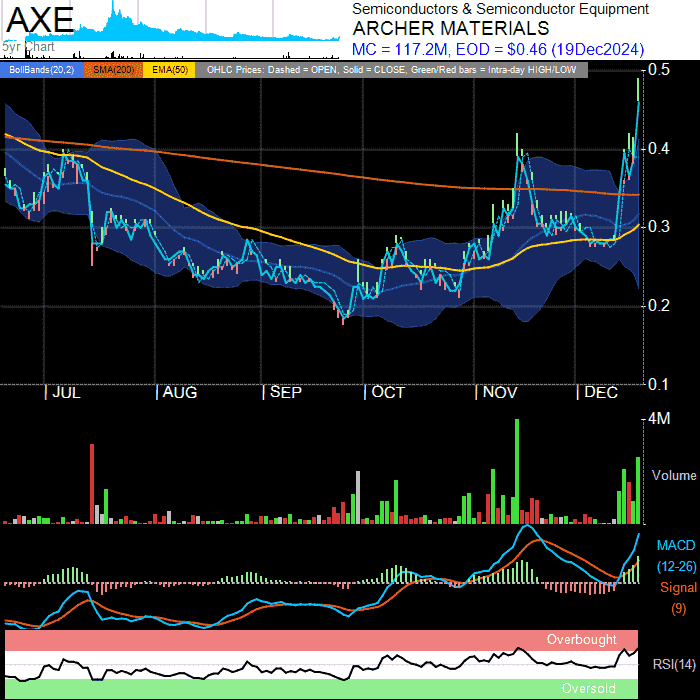 AXE
5yr Chart
Semiconductors & Semiconductor Equipment
ARCHER MATERIALS
MC = 117.2M, EOD = $0.46 (19Dec2024)
BollBands(20,2) SMA(200) EMA(50) OHLC Prices: Dashed = OPEN, Solid = CLOSE, Green/Red bars = Intra-day HIGH/LOW
0.5
0.4
0.3
0.2
0.1
| JUL | AUG | SEP | OCT | NOV | DEC
4M
Volume
MACD
(12-26)
Signal
(9)
Overbought
RSI(14)
Oversold